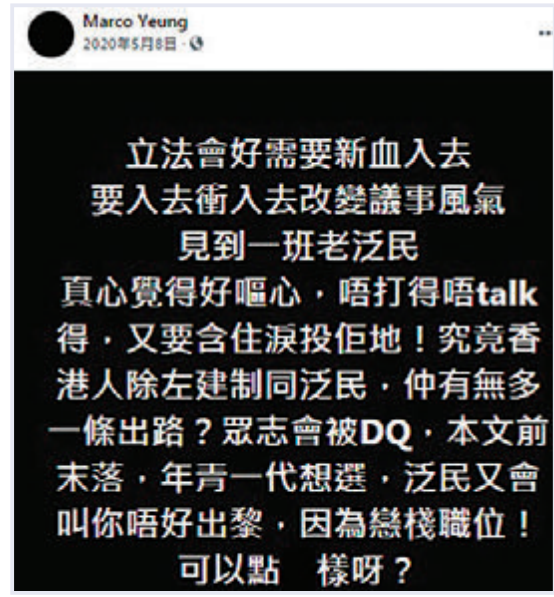 Marco Yeung
2020年5月8日
立法會好需要新血入去
要入去衝入去改變議事風氣
見到一班老泛民
真心覺得好嘔心，唔打得唔talk
得，又要含住淚投佢地！究竟香
港人除左建制同泛民，仲有無多
一條出路？眾志會被DQ，本文前
末落，年青一代想選，泛民又會
叫你唔好出黎，因為戀棧職位！
可以點 樣呀？